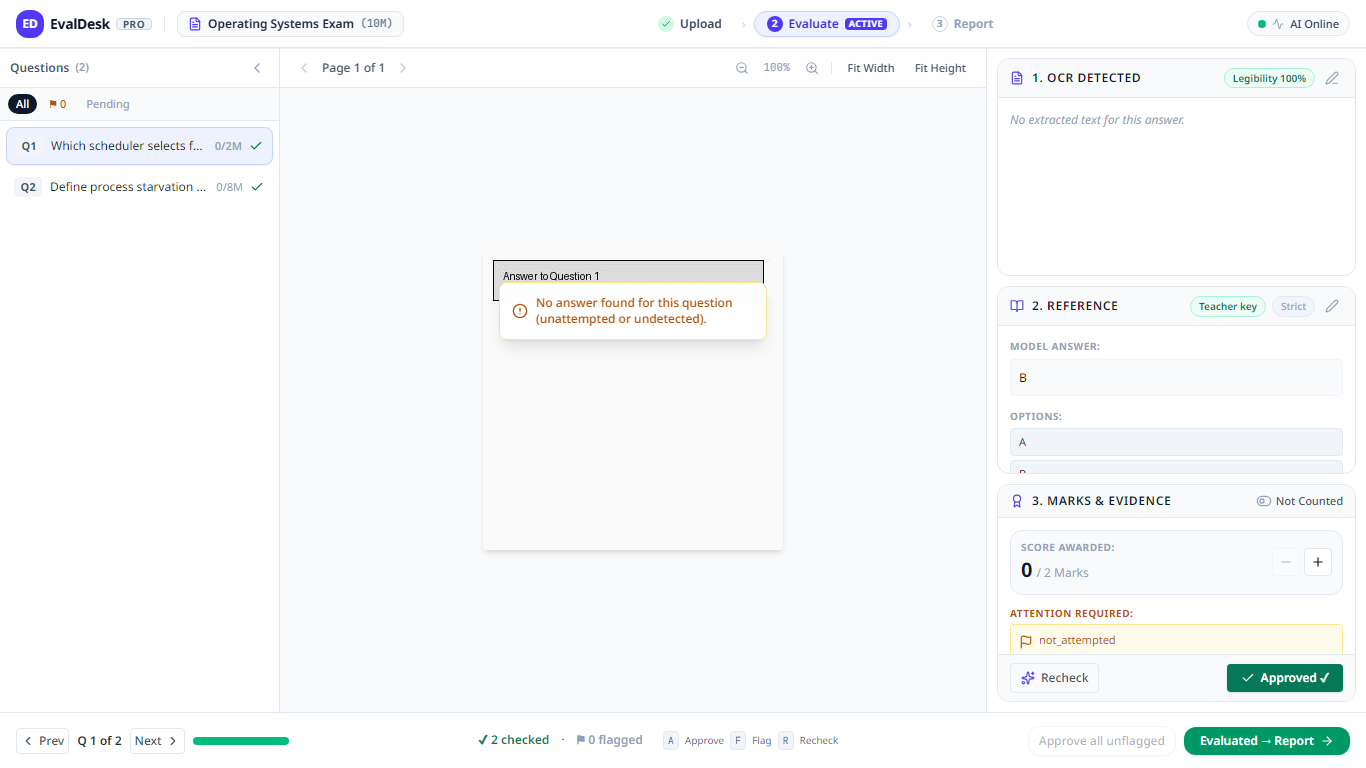 ED EvalDesk PRO Operating Systems Exam (10M) Upload › 2 Evaluate ACTIVE › 3 Report AI Online
Questions (2)
All 0 Pending
Q1 Which scheduler selects f... 0/2M
Q2 Define process starvation ... 0/8M
Page 1 of 1 100% Fit Width Fit Height
Answer to Question 1
No answer found for this question
(unattempted or undetected).
1. OCR DETECTED Legibility 100%
No extracted text for this answer.
2. REFERENCE Teacher key Strict
MODEL ANSWER:
B
OPTIONS:
A
3. MARKS & EVIDENCE Not Counted
SCORE AWARDED:
0 / 2 Marks − +
ATTENTION REQUIRED:
not_attempted
Recheck Approved ✓
Prev Q 1 of 2 Next ✓ 2 checked · 0 flagged A Approve F Flag R Recheck Approve all unflagged Evaluated → Report